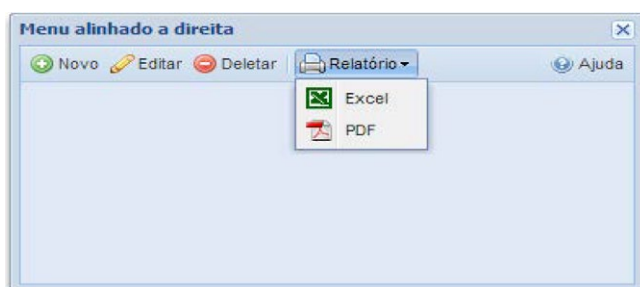 Menu alinhado a direita
Novo Editar Deletar Relatório Ajuda
Excel
PDF